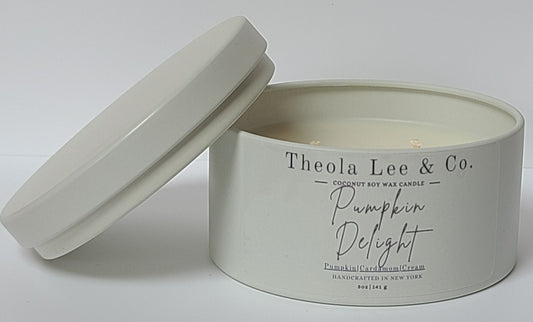 Theola Lee & Co.
COCONUT SOY WAX CANDLE
Pumpkin
Delight
Pumpkin|Cardamom|Cream
HANDCRAFTED IN NEW YORK
5oz | 141 g